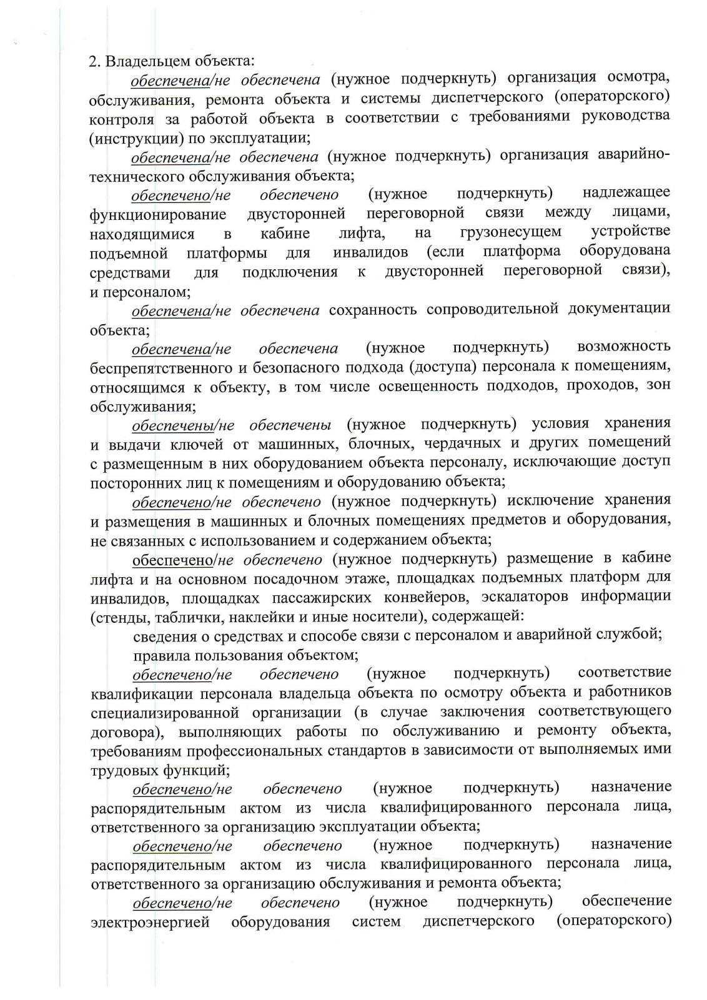 2. Владельцем объекта:
обеспечена/не обеспечена (нужное подчеркнуть) организация осмотра,
обслуживания, ремонта объекта и системы диспетчерского (операторского)
контроля за работой объекта в соответствии с требованиями руководства
(инструкции) по эксплуатации;
обеспечена/не обеспечена (нужное подчеркнуть) организация аварийно-
технического обслуживания объекта;
обеспечено/не обеспечено (нужное подчеркнуть) надлежащее
функционирование двусторонней переговорной связи между лицами,
находящимися в кабине лифта, на грузонесущем устройстве
подъемной платформы для инвалидов (если платформа оборудована
средствами для подключения к двусторонней переговорной связи),
и персоналом;
обеспечена/не обеспечена сохранность сопроводительной документации
объекта;
обеспечена/не обеспечена (нужное подчеркнуть) возможность
беспрепятственного и безопасного подхода (доступа) персонала к помещениям,
относящимся к объекту, в том числе освещенность подходов, проходов, зон
обслуживания;
обеспечены/не обеспечены (нужное подчеркнуть) условия хранения
и выдачи ключей от машинных, блочных, чердачных и других помещений
с размещенным в них оборудованием объекта персоналу, исключающие доступ
посторонних лиц к помещениям и оборудованию объекта;
обеспечено/не обеспечено (нужное подчеркнуть) исключение хранения
и размещения в машинных и блочных помещениях предметов и оборудования,
не связанных с использованием и содержанием объекта;
обеспечено/не обеспечено (нужное подчеркнуть) размещение в кабине
лифта и на основном посадочном этаже, площадках подъемных платформ для
инвалидов, площадках пассажирских конвейеров, эскалаторов информации
(стенды, таблички, наклейки и иные носители), содержащей:
сведения о средствах и способе связи с персоналом и аварийной службой;
правила пользования объектом;
обеспечено/не обеспечено (нужное подчеркнуть) соответствие
квалификации персонала владельца объекта по осмотру объекта и работников
специализированной организации (в случае заключения соответствующего
договора), выполняющих работы по обслуживанию и ремонту объекта,
требованиям профессиональных стандартов в зависимости от выполняемых ими
трудовых функций;
обеспечено/не обеспечено (нужное подчеркнуть) назначение
распорядительным актом из числа квалифицированного персонала лица,
ответственного за организацию эксплуатации объекта;
обеспечено/не обеспечено (нужное подчеркнуть) назначение
распорядительным актом из числа квалифицированного персонала лица,
ответственного за организацию обслуживания и ремонта объекта;
обеспечено/не обеспечено (нужное подчеркнуть) обеспечение
электроэнергией оборудования систем диспетчерского (операторского)